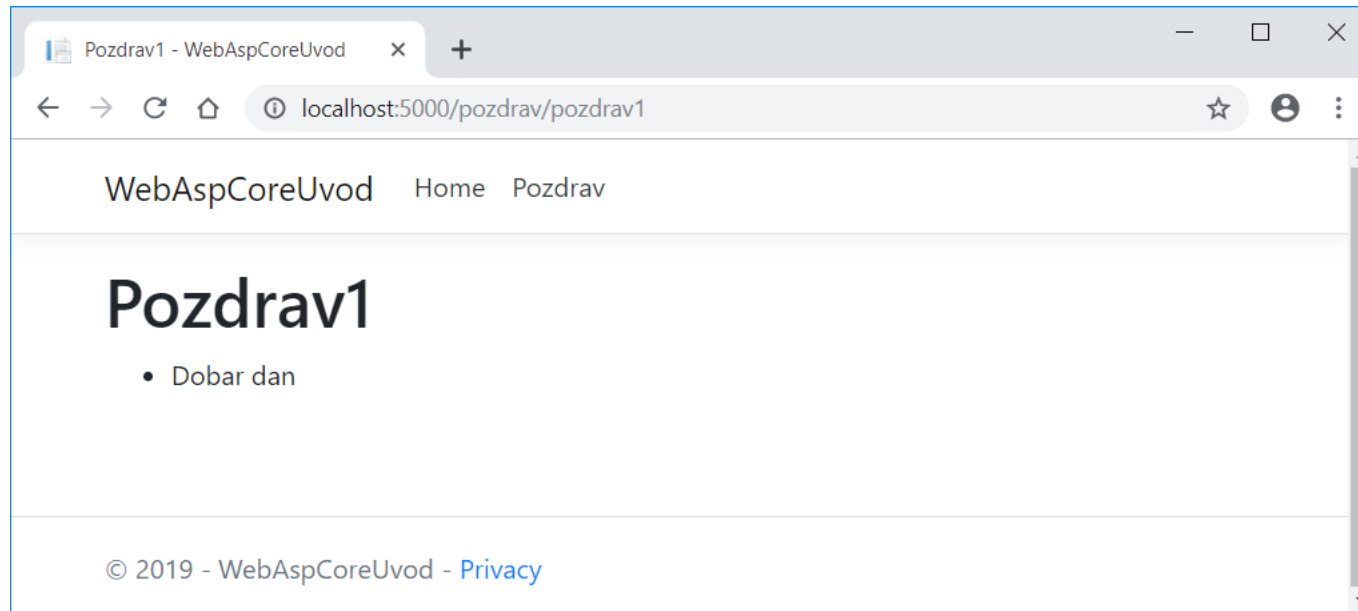 Pozdrav1 - WebAspCoreUvod
localhost:5000/pozdrav/pozdrav1
WebAspCoreUvod Home Pozdrav
Pozdrav1
• Dobar dan
© 2019 - WebAspCoreUvod - Privacy